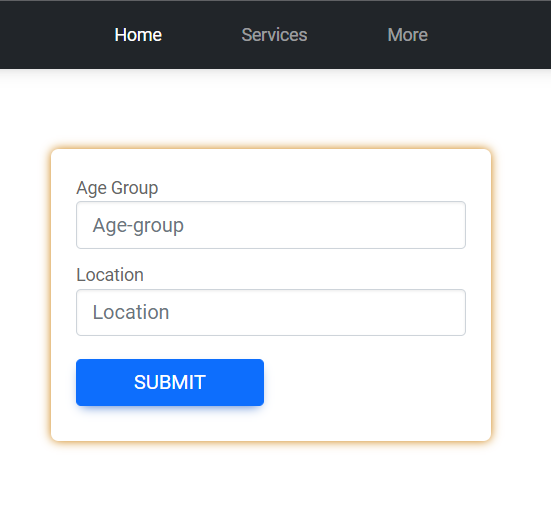 Home Services More
Age Group
Age-group
Location
Location
SUBMIT